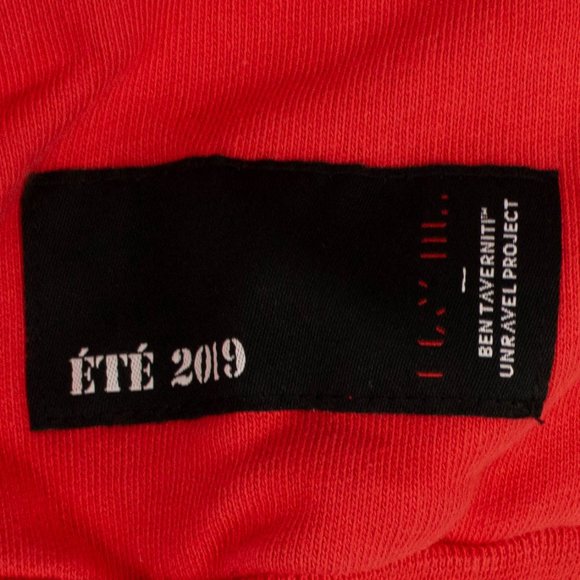 ÉTÉ 2019
BEN TAVERNITI™
UNRAVEL PROJECT